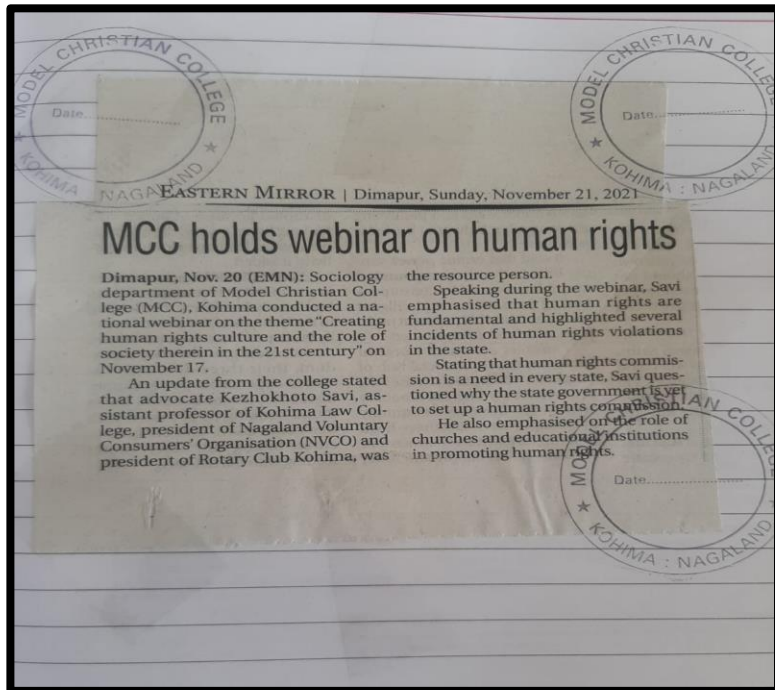 MODEL CHRISTIAN COLLEGE
Date
KOHIMA NAGALAND
MODEL CHRISTIAN COLLEGE
Date
KOHIMA : NAGALAND
EASTERN MIRROR | Dimapur, Sunday, November 21, 2021
MCC holds webinar on human rights
Dimapur, Nov. 20 (EMN): Sociology
department of Model Christian Col-
lege (MCC), Kohima conducted a na-
tional webinar on the theme "Creating
human rights culture and the role of
society therein in the 21st century" on
November 17.
An update from the college stated
that advocate Kezhokhoto Savi, as-
sistant professor of Kohima Law Col-
lege, president of Nagaland Voluntary
Consumers' Organisation (NVCO) and
president of Rotary Club Kohima, was
the resource person.
Speaking during the webinar, Savi
emphasised that human rights are
fundamental and highlighted several
incidents of human rights violations
in the state.
Stating that human rights commis-
sion is a need in every state, Savi ques-
tioned why the state government is yet
to set up a human rights commission.
He also emphasised on the role of
churches and educational institutions
in promoting human rights.
MODEL CHRISTIAN COLLEGE
Date
KOHIMA : NAGALAND